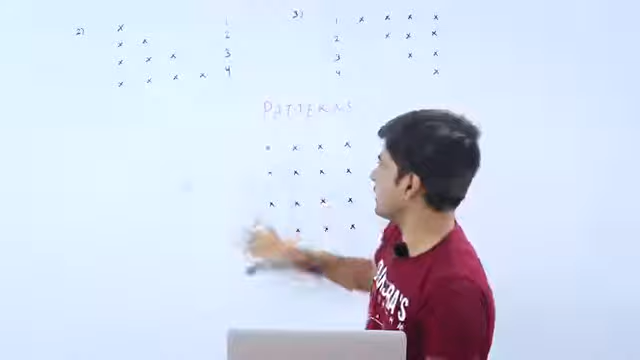 2)
x
x x
x x x
x x x x
1
2
3
4
3)
1 x x x x
2 x x x
3 x x
4 x
PATTERNS
x x x x
x x x x
x x x x
x x x